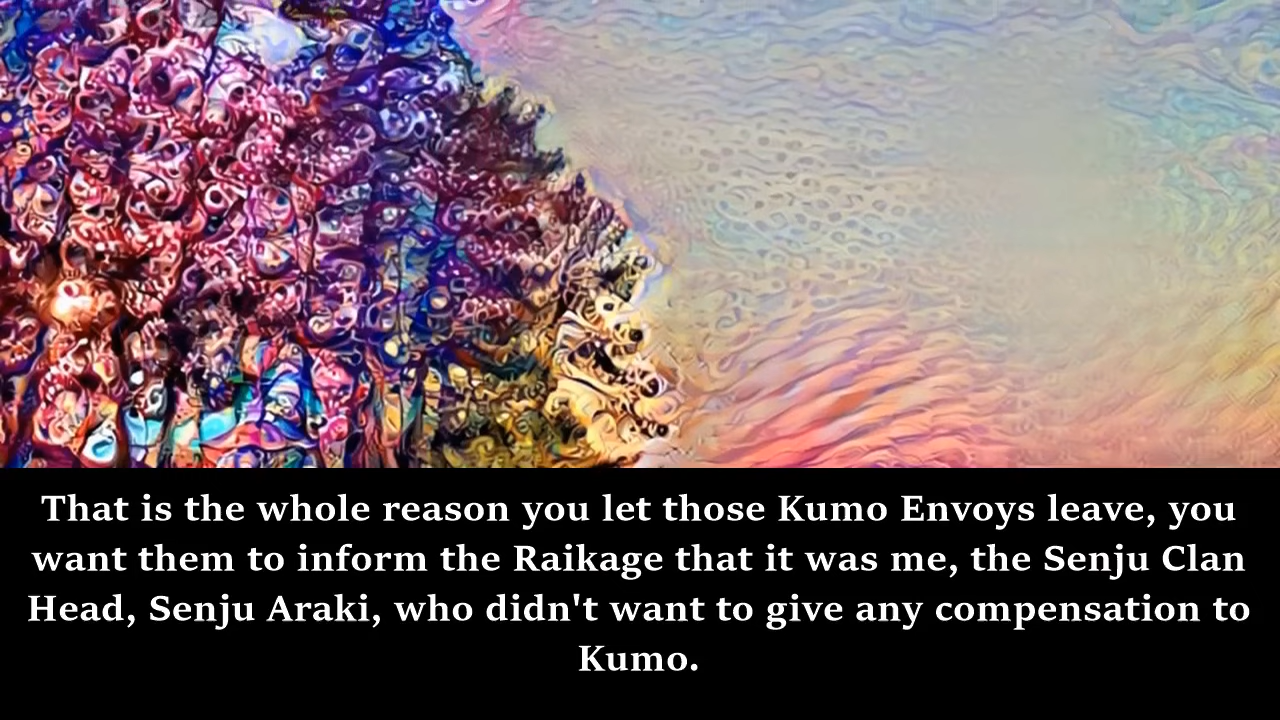 That is the whole reason you let those Kumo Envoys leave, you
want them to inform the Raikage that it was me, the Senju Clan
Head, Senju Araki, who didn't want to give any compensation to
Kumo.